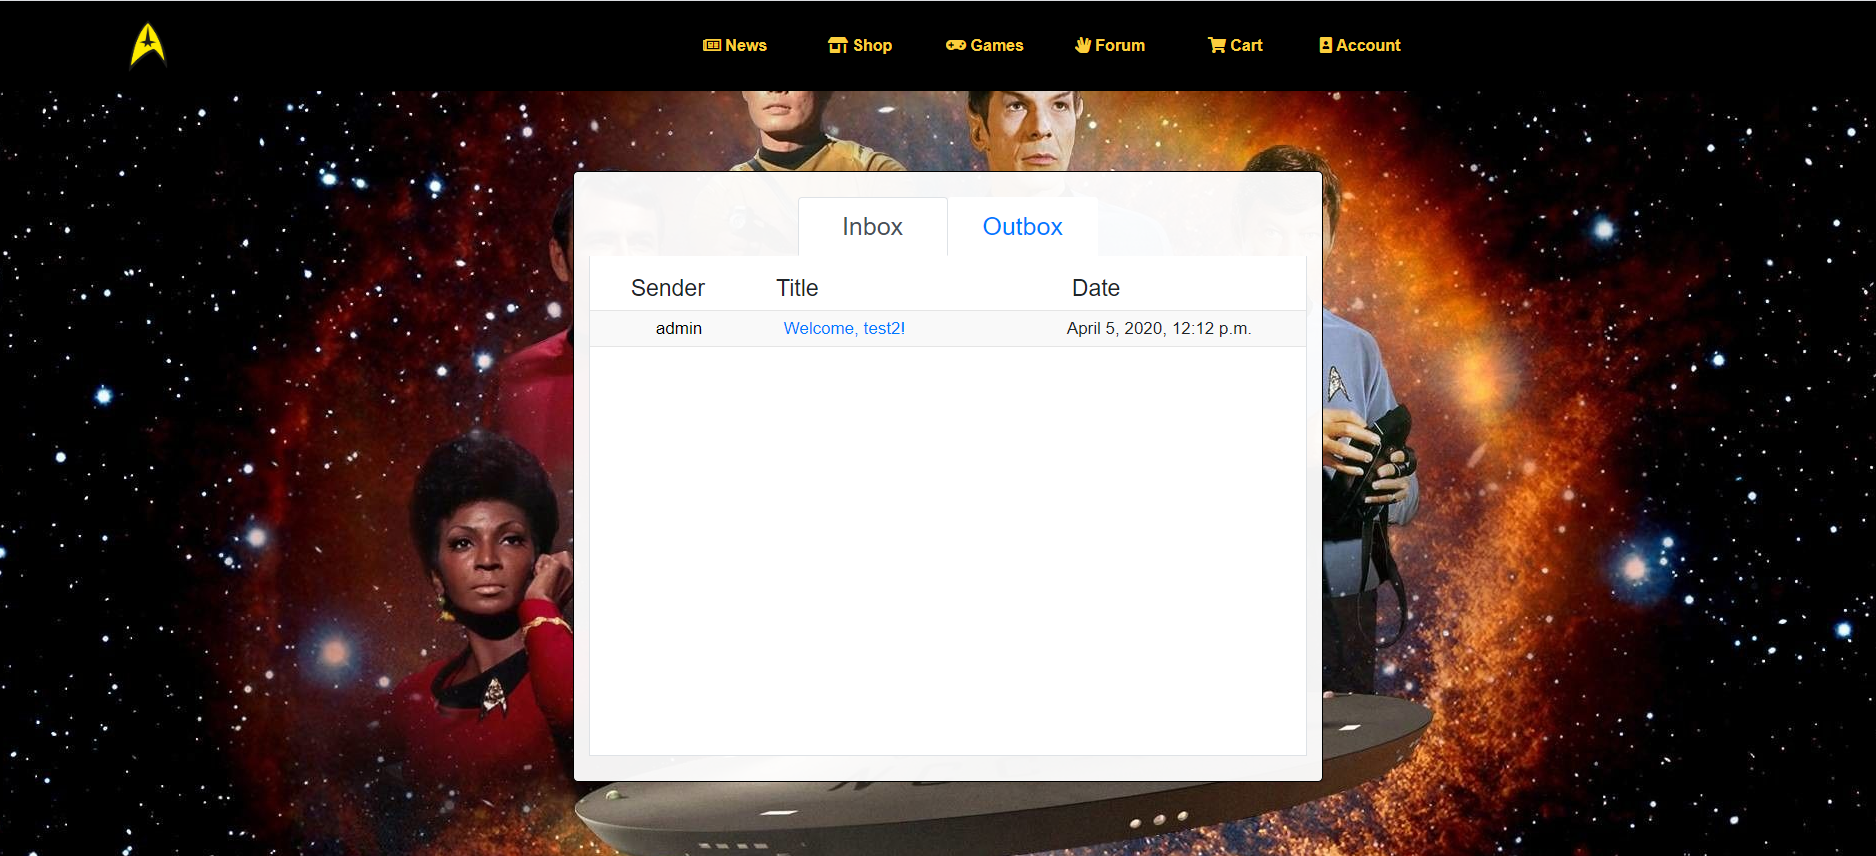 News Shop Games Forum Cart Account
Inbox Outbox
Sender Title Date
admin Welcome, test2! April 5, 2020, 12:12 p.m.